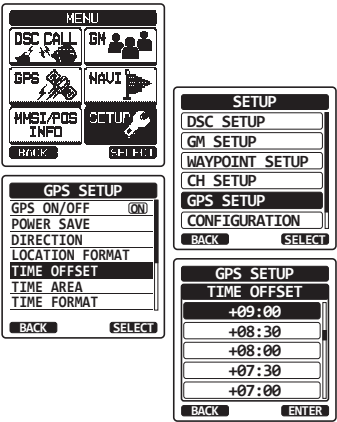 MENU
DSC CALL
GM
GPS
NAVI
MMSI/POS
INFO
SETUP
BACK
SELECT
SETUP
DSC SETUP
GM SETUP
WAYPOINT SETUP
CH SETUP
GPS SETUP
CONFIGURATION
BACK
SELECT
GPS SETUP
GPS ON/OFF
ON
POWER SAVE
DIRECTION
LOCATION FORMAT
TIME OFFSET
TIME AREA
TIME FORMAT
BACK
SELECT
GPS SETUP
TIME OFFSET
+09:00
+08:30
+08:00
+07:30
+07:00
BACK
ENTER